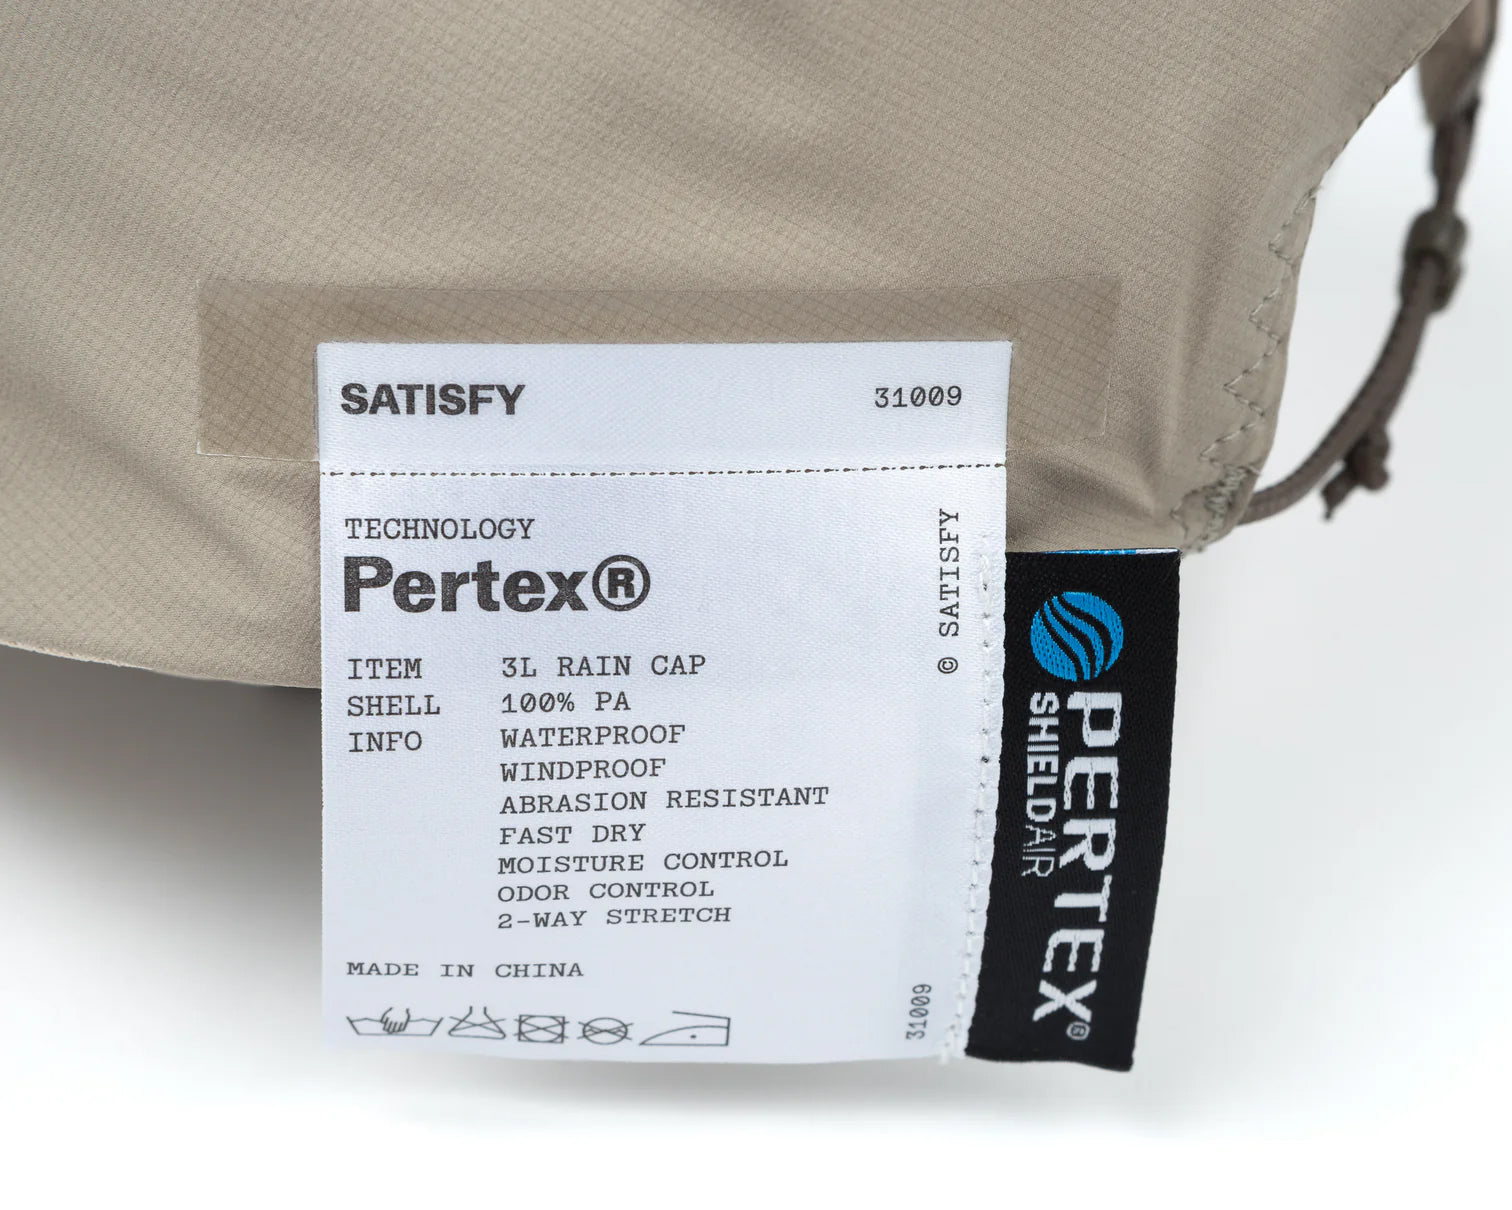 SATISFY 31009
TECHNOLOGY
Pertex®
ITEM 3L RAIN CAP
SHELL 100% PA
INFO WATERPROOF
WINDPROOF
ABRASION RESISTANT
FAST DRY
MOISTURE CONTROL
ODOR CONTROL
2-WAY STRETCH
MADE IN CHINA
© SATISFY
31009
PERTEX®
SHIELDAIR